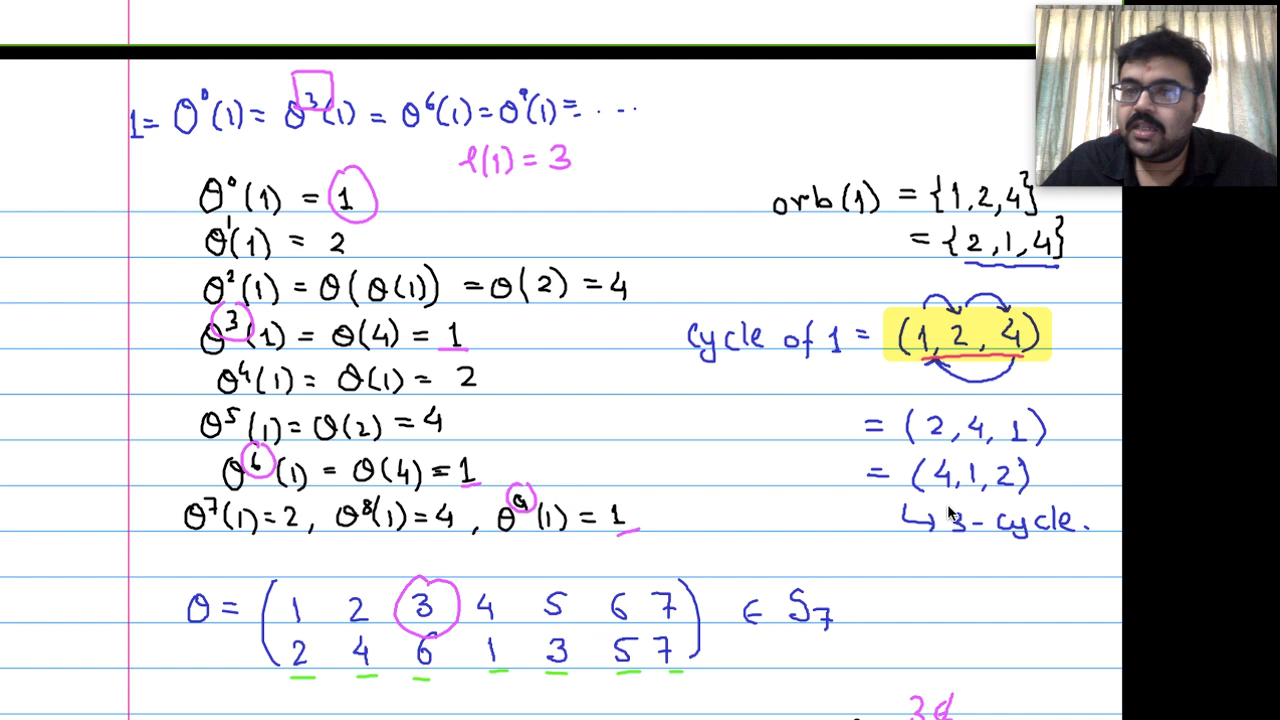 1= θ⁰(1) = θ³(1) = θ⁶(1) = θ⁹(1) = ....
l(1) = 3
θ⁰(1) = 1
θ¹(1) = 2
θ²(1) = θ(θ(1)) = θ(2) = 4
θ³(1) = θ(4) = 1
θ⁴(1) = θ(1) = 2
θ⁵(1) = θ(2) = 4
θ⁶(1) = θ(4) = 1
θ⁷(1) = 2, θ⁸(1) = 4, θ⁹(1) = 1
orb(1) = {1,2,4}
= {2,1,4}
Cycle of 1 = (1,2,4)
= (2,4,1)
= (4,1,2)
↳ 3-cycle.
θ = (1 2 3 4 5 6 7) ∈ S₇
2 4 6 1 3 5 7